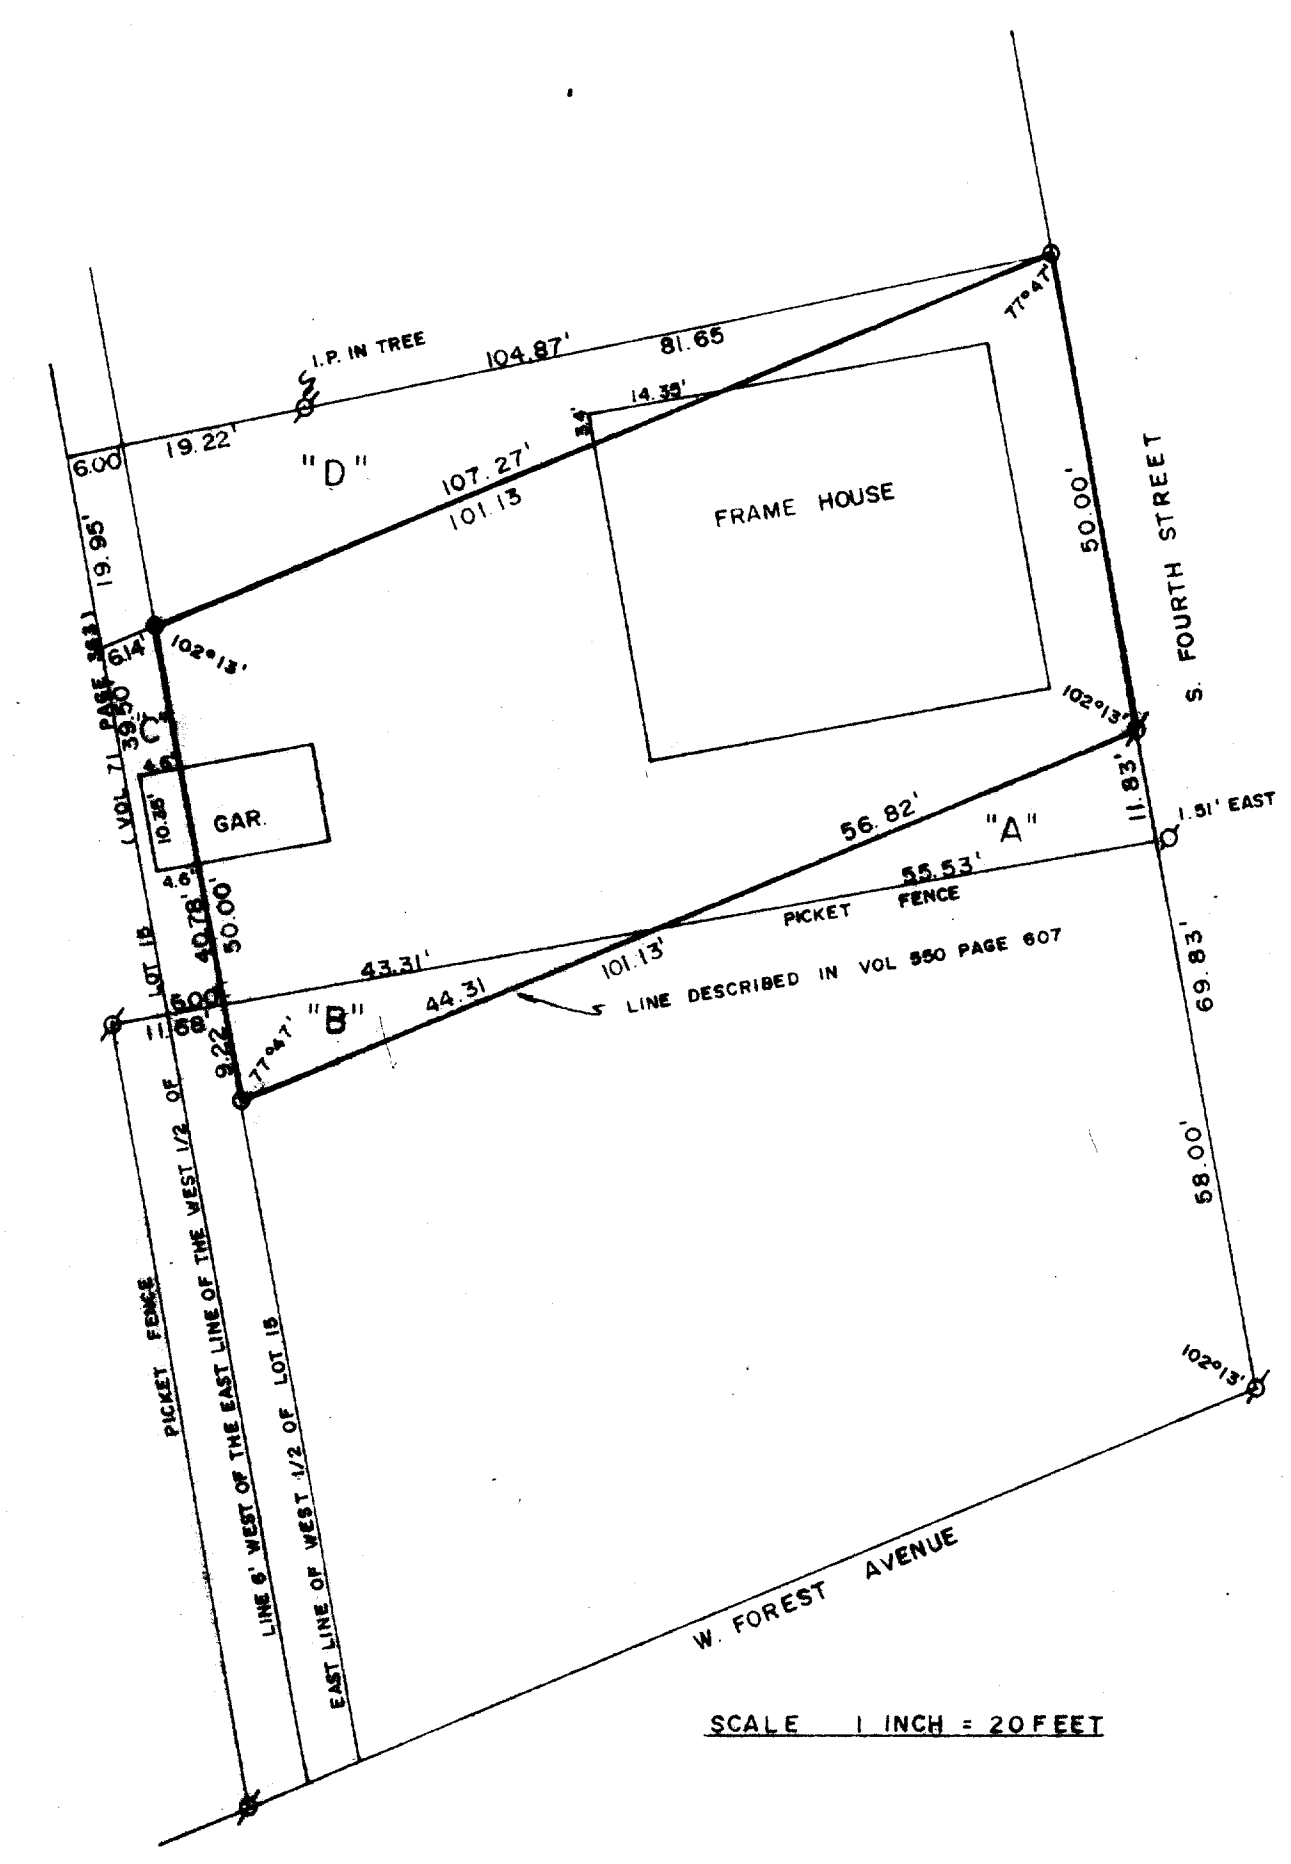 I.P. IN TREE
104.87'
81.65
77°47'
14.35'
3.4'
6.00
19.22'
"D"
107.27'
101.13
FRAME HOUSE
50.00'
S. FOURTH STREET
19.95'
6.14'
102°13'
(VOL 71 PAGE 363)
39.50
"C"
4.6'
10.35'
GAR.
4.6'
40.78'
50.00'
102°13'
11.83'
1.51' EAST
56.82'
"A"
55.53'
PICKET FENCE
43.31'
101.13'
LINE DESCRIBED IN VOL 550 PAGE 607
69.83'
44.31
"B"
6.00
11.68
9.22
77°47'
58.00'
102°13'
PICKET FENCE
LINE 6' WEST OF THE EAST LINE OF THE WEST 1/2 OF LOT 15
EAST LINE OF WEST 1/2 OF LOT 15
W. FOREST AVENUE
SCALE 1 INCH = 20 FEET